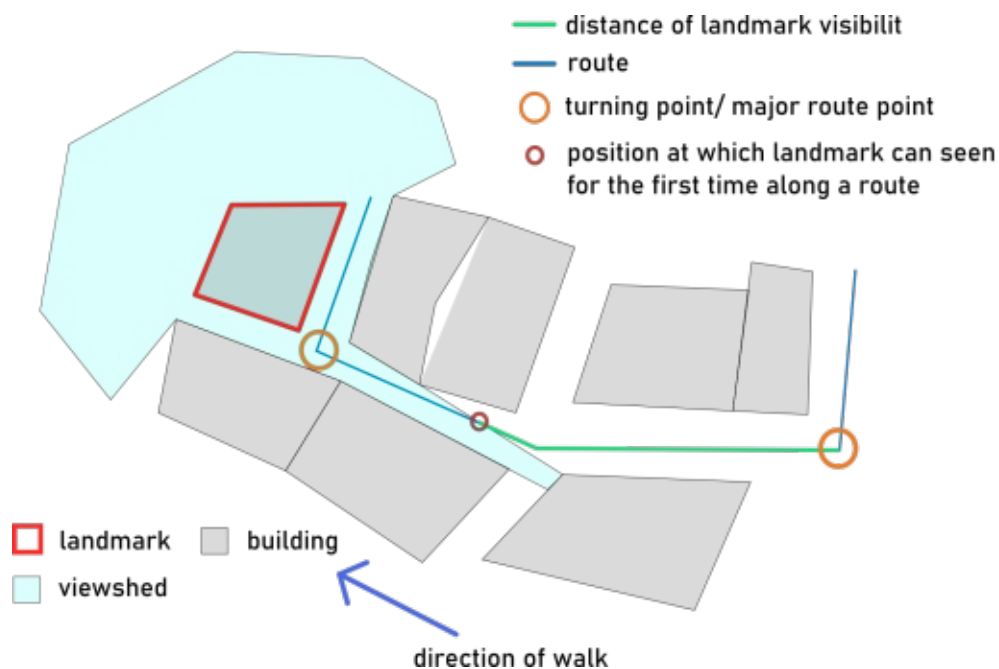 distance of landmark visibilit
route
turning point/ major route point
position at which landmark can seen
for the first time along a route
landmark
building
viewshed
direction of walk